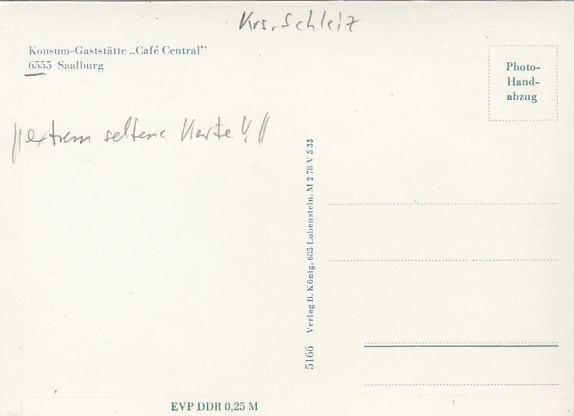 Krs. Schleiz
Konsum-Gaststätte „Café Central”
6555 Saalburg
Photo-
Hand-
abzug
extrem seltene Karte!!
5166 Verlag B. König, 685 Lobenstein. M 2 78 V 5 33
EVP DDR 0,25 M